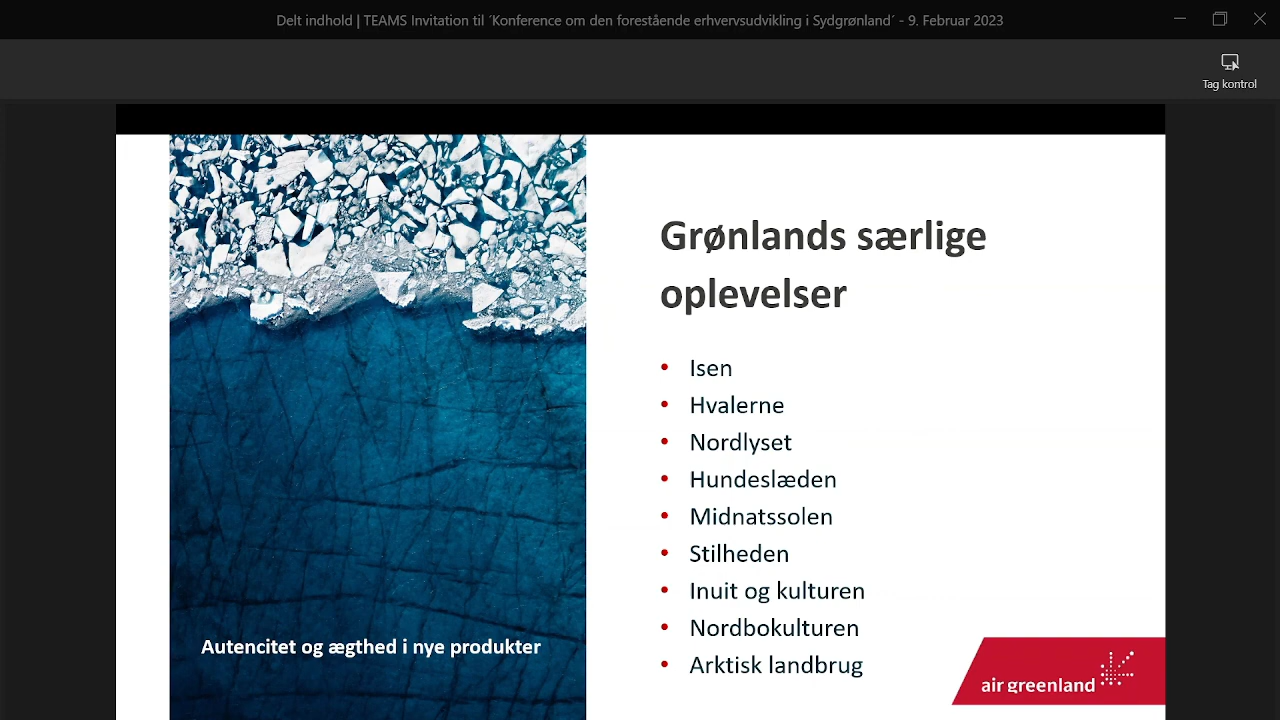 Delt indhold | TEAMS Invitation til ´Konference om den forestående erhvervsudvikling i Sydgrønland´ - 9. Februar 2023
Tag kontrol
Grønlands særlige
oplevelser
• Isen
• Hvalerne
• Nordlyset
• Hundeslæden
• Midnatssolen
• Stilheden
• Inuit og kulturen
• Nordbokulturen
• Arktisk landbrug
Autencitet og ægthed i nye produkter
air greenland